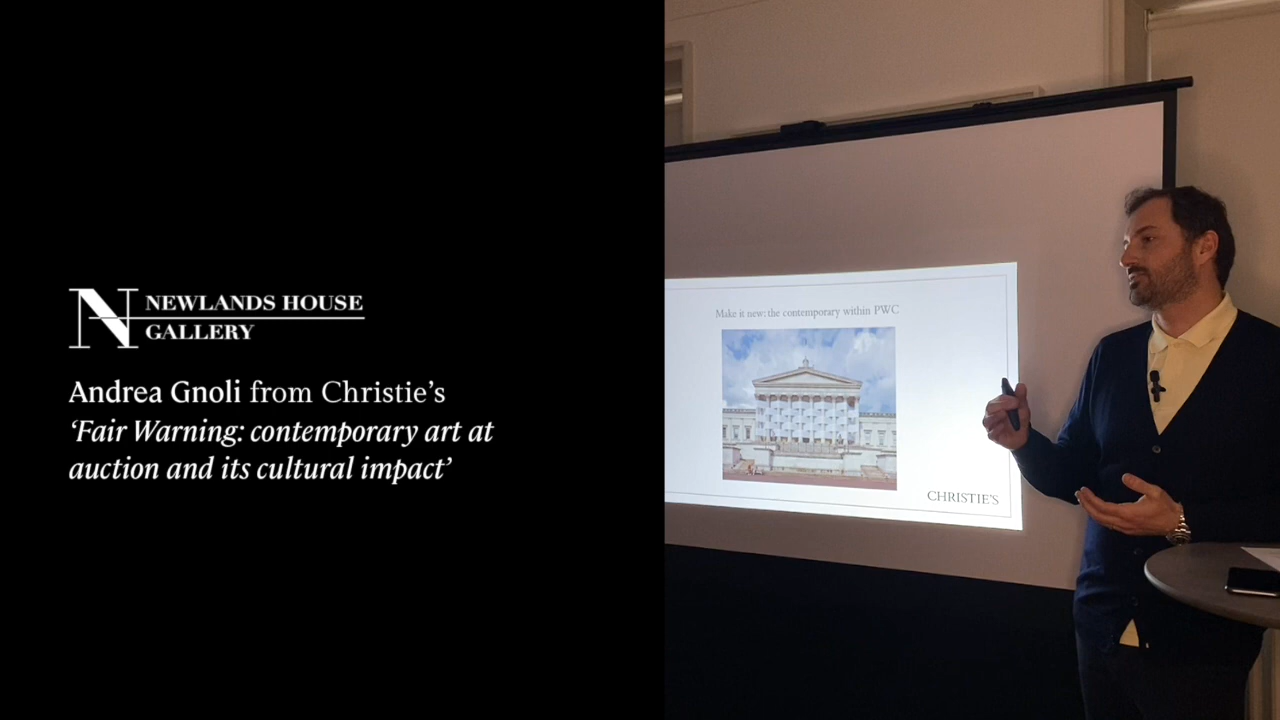 NEWLANDS HOUSE
GALLERY
Andrea Gnoli from Christie’s
‘Fair Warning: contemporary art at
auction and its cultural impact’
Make it new: the contemporary within PWC
CHRISTIE'S